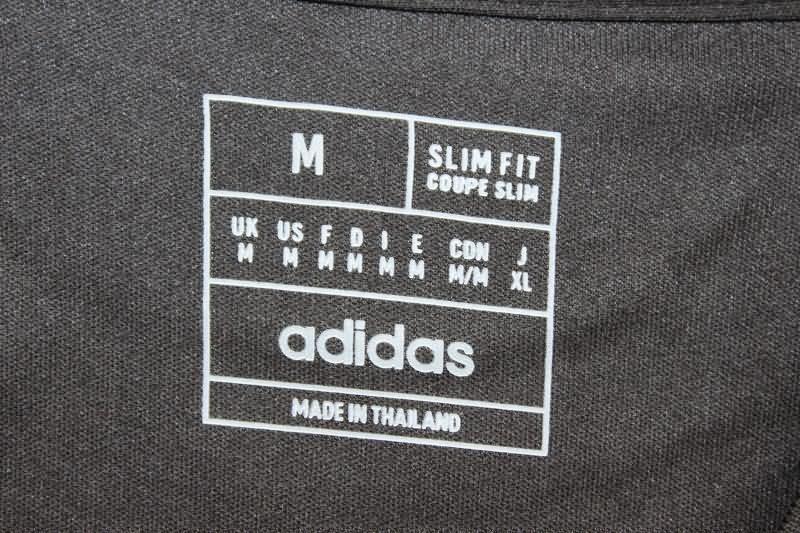 M
SLIM FIT
COUPE SLIM
UK US F D I E CDN J
M M M M M M M/M XL
adidas
MADE IN THAILAND